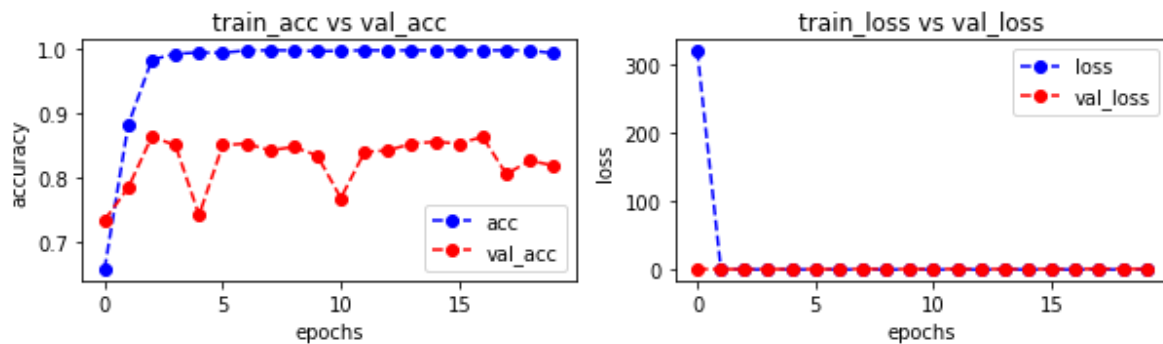 train_acc vs val_acc
1.0
0.9
0.8
0.7
accuracy
acc
val_acc
0
5
10
15
epochs
train_loss vs val_loss
300
200
100
0
loss
loss
val_loss
0
5
10
15
epochs